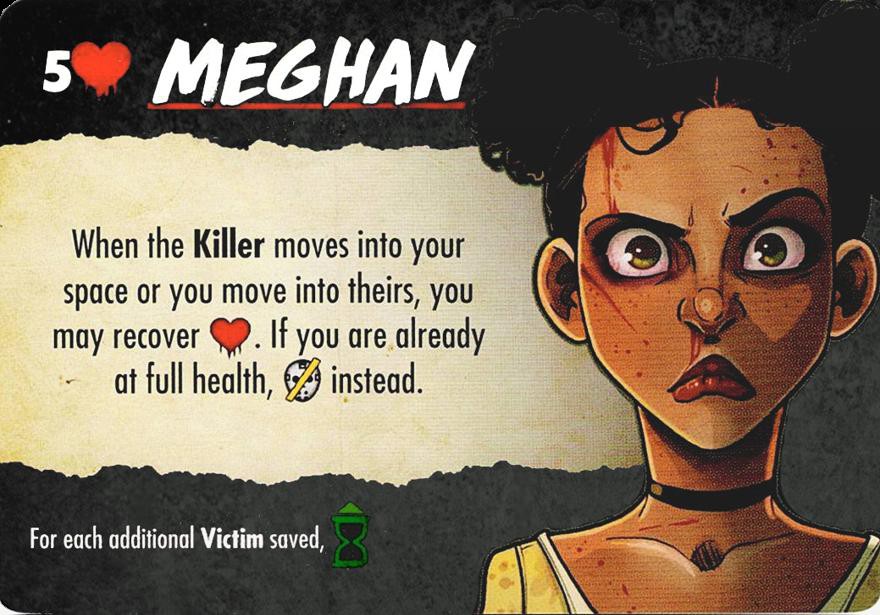 5 MEGHAN
When the Killer moves into your
space or you move into theirs, you
may recover . If you are already
at full health, instead.
For each additional Victim saved,